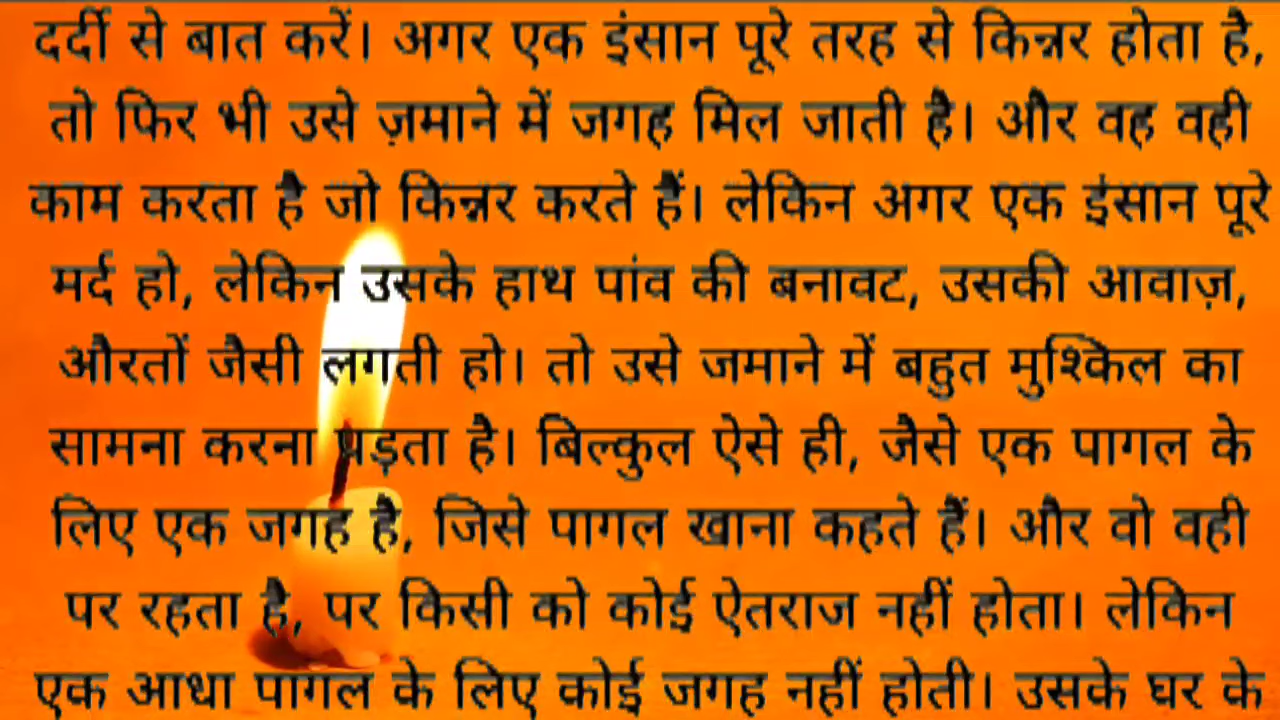 दर्दी से बात करें। अगर एक इंसान पूरे तरह से किन्नर होता है,
तो फिर भी उसे ज़माने में जगह मिल जाती है। और वह वही
काम करता है जो किन्नर करते हैं। लेकिन अगर एक इंसान पूरे
मर्द हो, लेकिन उसके हाथ पांव की बनावट, उसकी आवाज़,
औरतों जैसी लगती हो। तो उसे जमाने में बहुत मुश्किल का
सामना करना पड़ता है। बिल्कुल ऐसे ही, जैसे एक पागल के
लिए एक जगह है, जिसे पागल खाना कहते हैं। और वो वही
पर रहता है, पर किसी को कोई ऐतराज नहीं होता। लेकिन
एक आधा पागल के लिए कोई जगह नहीं होती। उसके घर के